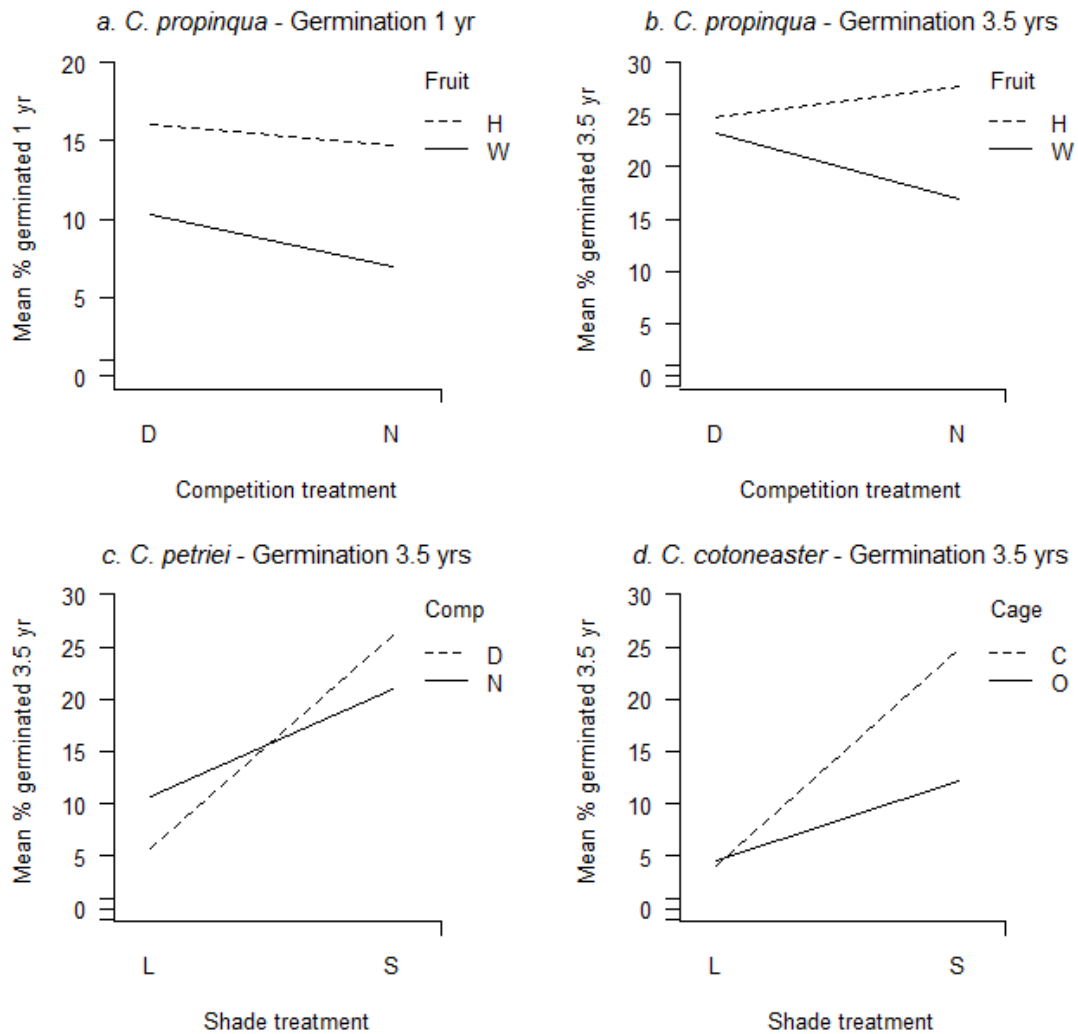 a. C. propinqua - Germination 1 yr
Mean % germinated 1 yr
20
15
10
5
0
Fruit
H
W
D N
Competition treatment
b. C. propinqua - Germination 3.5 yrs
Mean % germinated 3.5 yr
30
25
20
15
10
5
0
Fruit
H
W
D N
Competition treatment
c. C. petriei - Germination 3.5 yrs
Mean % germinated 3.5 yr
30
25
20
15
10
5
0
Comp
D
N
L S
Shade treatment
d. C. cotoneaster - Germination 3.5 yrs
Mean % germinated 3.5 yr
30
25
20
15
10
5
0
Cage
C
O
L S
Shade treatment